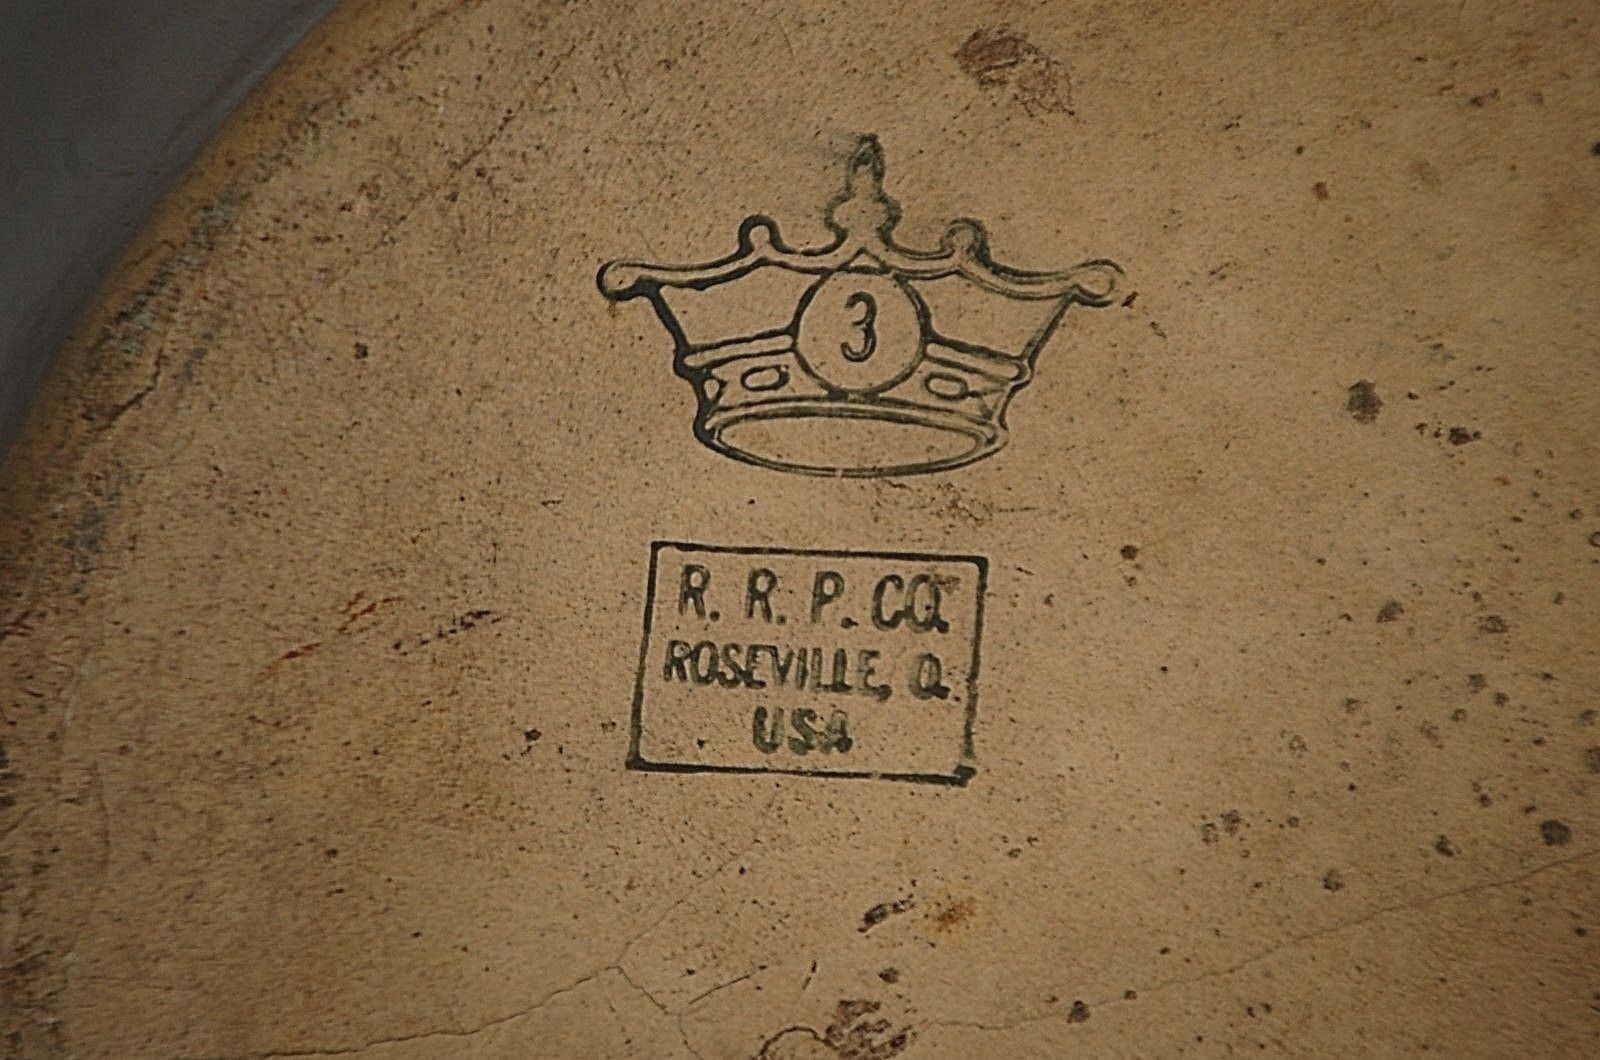 3
R. R. P. CO.
ROSEVILLE, O.
USA